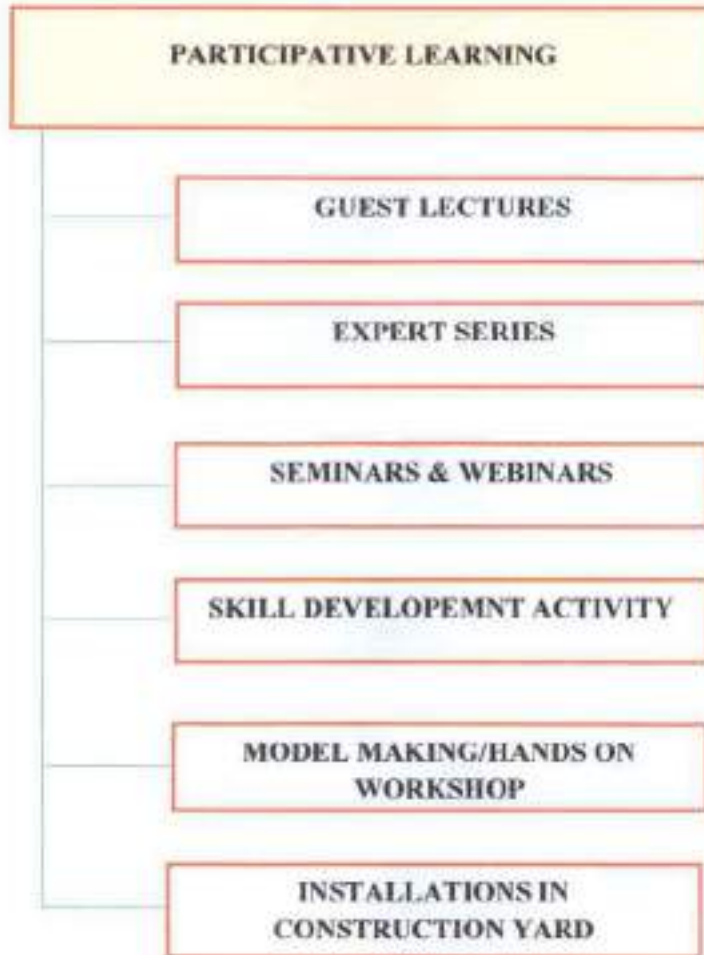 PARTICIPATIVE LEARNING
GUEST LECTURES
EXPERT SERIES
SEMINARS & WEBINARS
SKILL DEVELOPEMNT ACTIVITY
MODEL MAKING/HANDS ON
WORKSHOP
INSTALLATIONS IN
CONSTRUCTION YARD